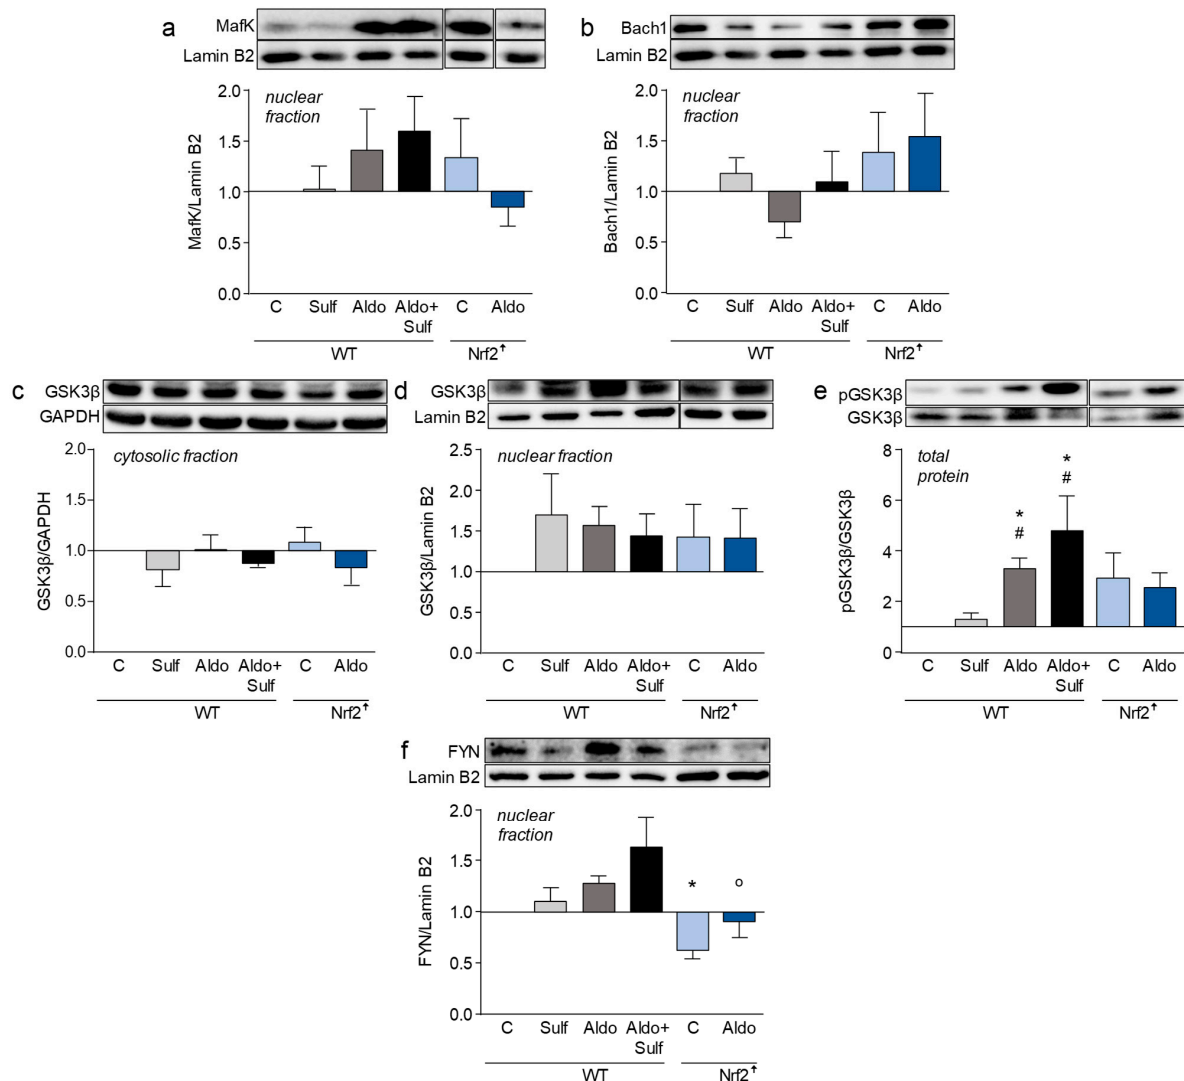 a
MafK
Lamin B2
nuclear
fraction
MafK/Lamin B2
2.0
1.5
1.0
0.5
0.0
C Sulf Aldo Aldo+ C Aldo
Sulf
WT Nrf2↑
b
Bach1
Lamin B2
nuclear
fraction
Bach1/Lamin B2
2.0
1.5
1.0
0.5
0.0
C Sulf Aldo Aldo+ C Aldo
Sulf
WT Nrf2↑
c
GSK3β
GAPDH
cytosolic fraction
GSK3β/GAPDH
2.0
1.5
1.0
0.5
0.0
C Sulf Aldo Aldo+ C Aldo
Sulf
WT Nrf2↑
d
GSK3β
Lamin B2
nuclear fraction
GSK3β/Lamin B2
2.5
2.0
1.5
1.0
0.5
0.0
C Sulf Aldo Aldo+ C Aldo
Sulf
WT Nrf2↑
e
pGSK3β
GSK3β
total
protein
pGSK3β/GSK3β
8
6
4
2
0
* #
* #
C Sulf Aldo Aldo+ C Aldo
Sulf
WT Nrf2↑
f
FYN
Lamin B2
nuclear
fraction
FYN/Lamin B2
2.0
1.5
1.0
0.5
0.0
* o
C Sulf Aldo Aldo+ C Aldo
Sulf
WT Nrf2↑